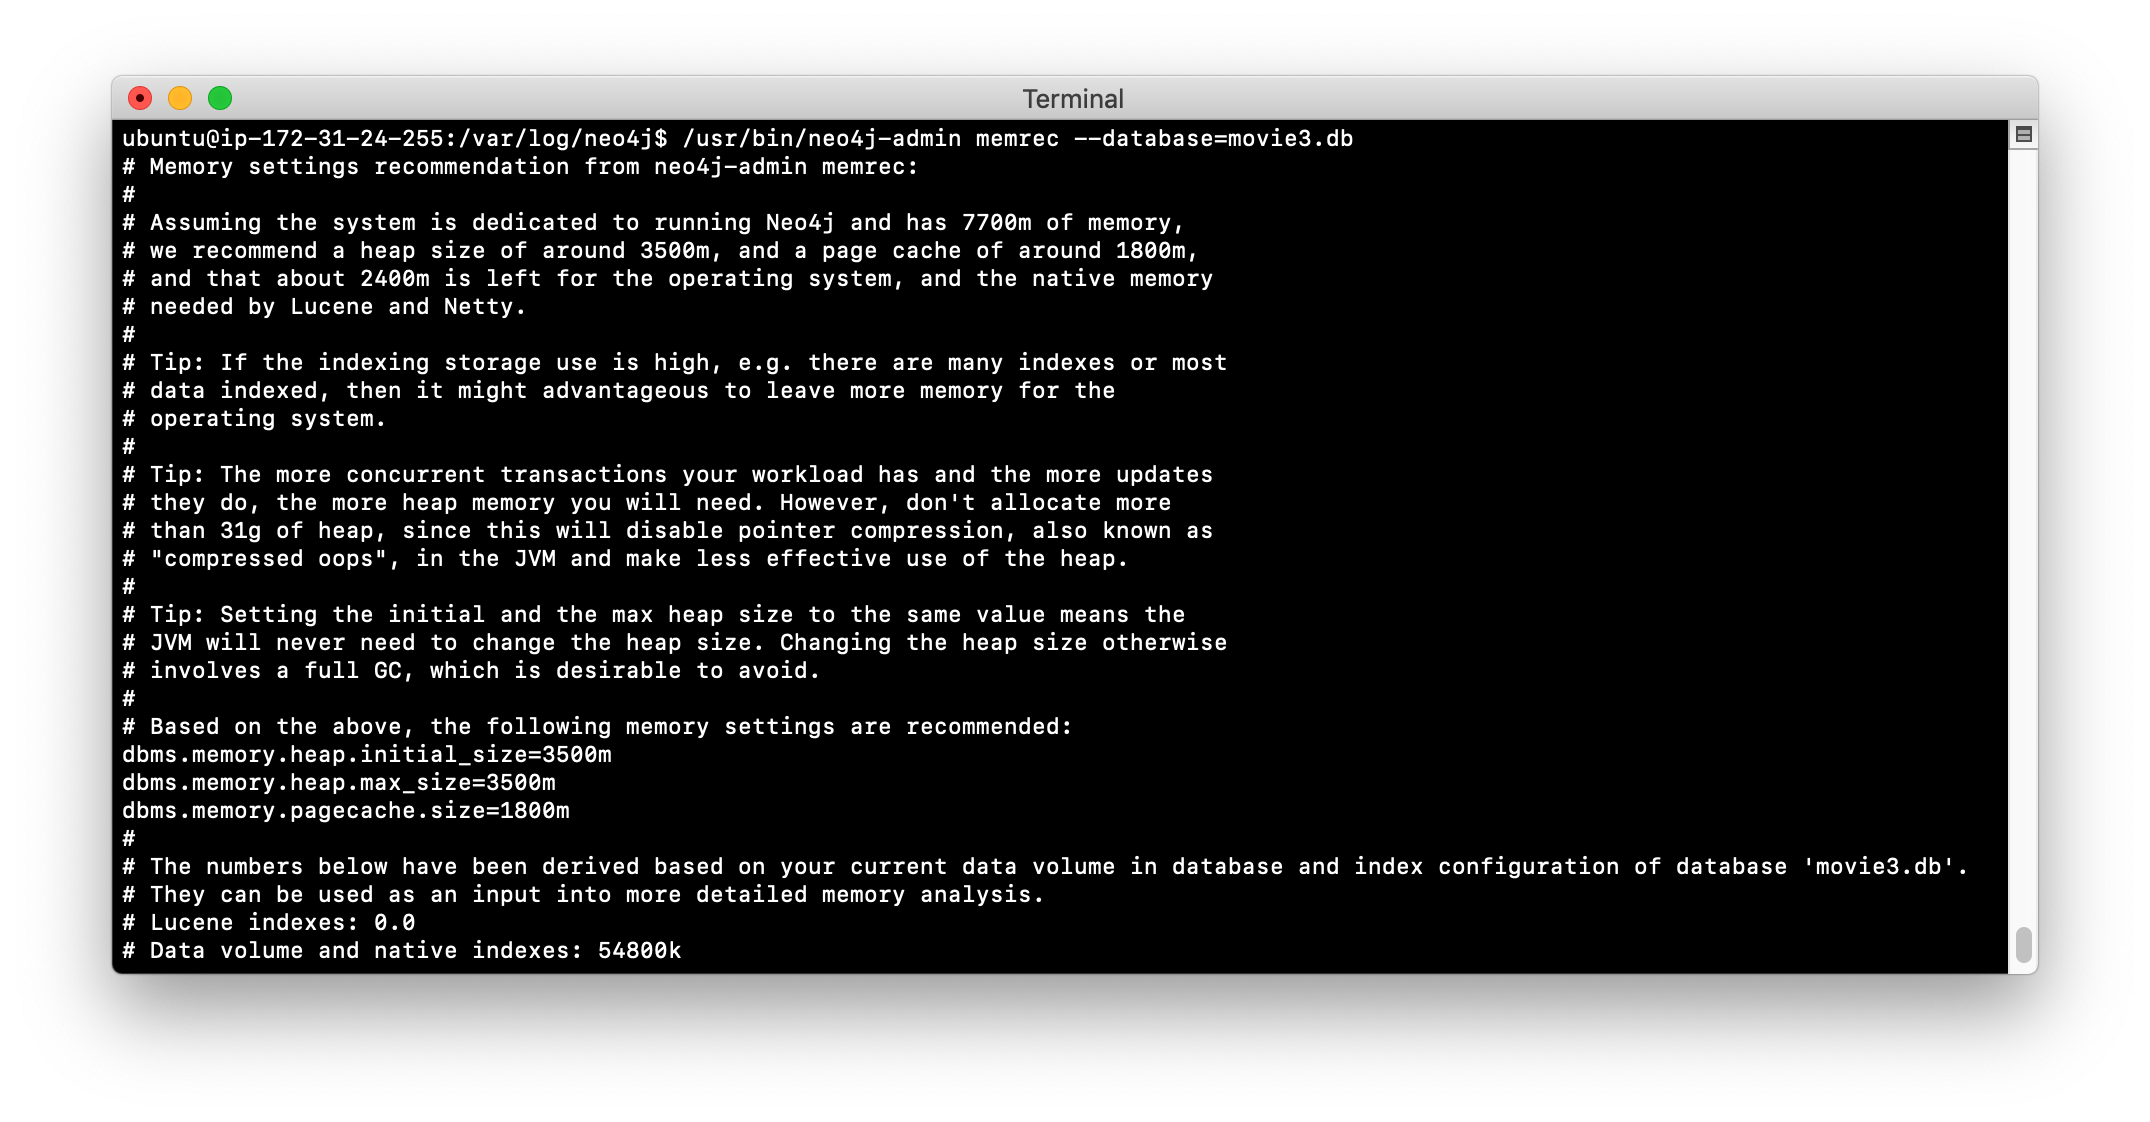 Terminal
ubuntu@ip-172-31-24-255:/var/log/neo4j$ /usr/bin/neo4j-admin memrec --database=movie3.db
# Memory settings recommendation from neo4j-admin memrec:
#
# Assuming the system is dedicated to running Neo4j and has 7700m of memory,
# we recommend a heap size of around 3500m, and a page cache of around 1800m,
# and that about 2400m is left for the operating system, and the native memory
# needed by Lucene and Netty.
#
# Tip: If the indexing storage use is high, e.g. there are many indexes or most
# data indexed, then it might advantageous to leave more memory for the
# operating system.
#
# Tip: The more concurrent transactions your workload has and the more updates
# they do, the more heap memory you will need. However, don't allocate more
# than 31g of heap, since this will disable pointer compression, also known as
# "compressed oops", in the JVM and make less effective use of the heap.
#
# Tip: Setting the initial and the max heap size to the same value means the
# JVM will never need to change the heap size. Changing the heap size otherwise
# involves a full GC, which is desirable to avoid.
#
# Based on the above, the following memory settings are recommended:
dbms.memory.heap.initial_size=3500m
dbms.memory.heap.max_size=3500m
dbms.memory.pagecache.size=1800m
#
# The numbers below have been derived based on your current data volume in database and index configuration of database 'movie3.db'.
# They can be used as an input into more detailed memory analysis.
# Lucene indexes: 0.0
# Data volume and native indexes: 54800k